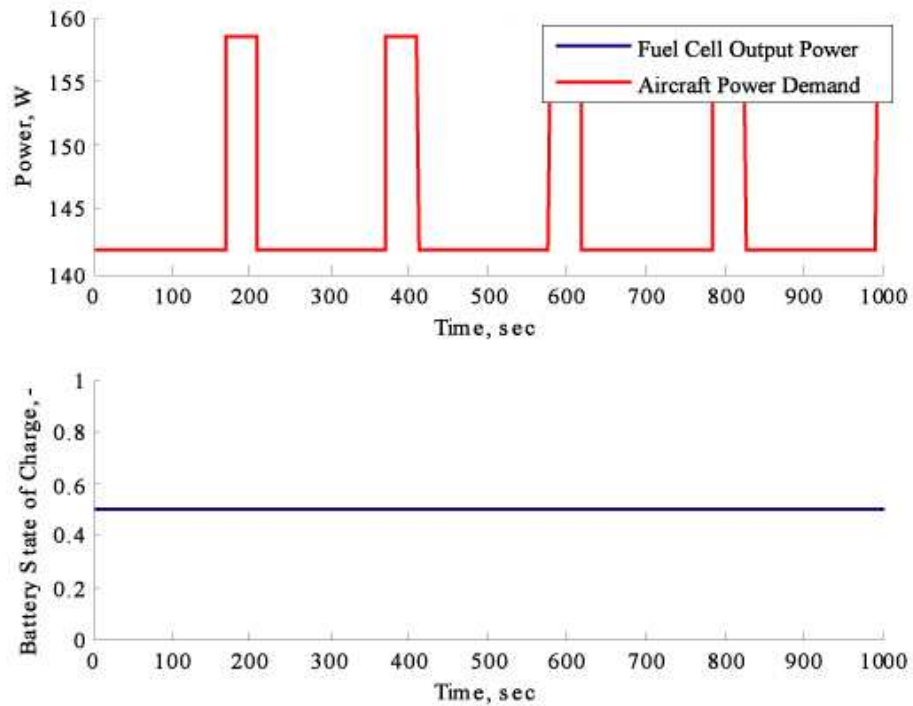 160
155
150
145
140
Power, W
Fuel Cell Output Power
Aircraft Power Demand
0 100 200 300 400 500 600 700 800 900 1000
Time, sec
1
0.8
0.6
0.4
0.2
0
Battery State of Charge, -
0 100 200 300 400 500 600 700 800 900 1000
Time, sec